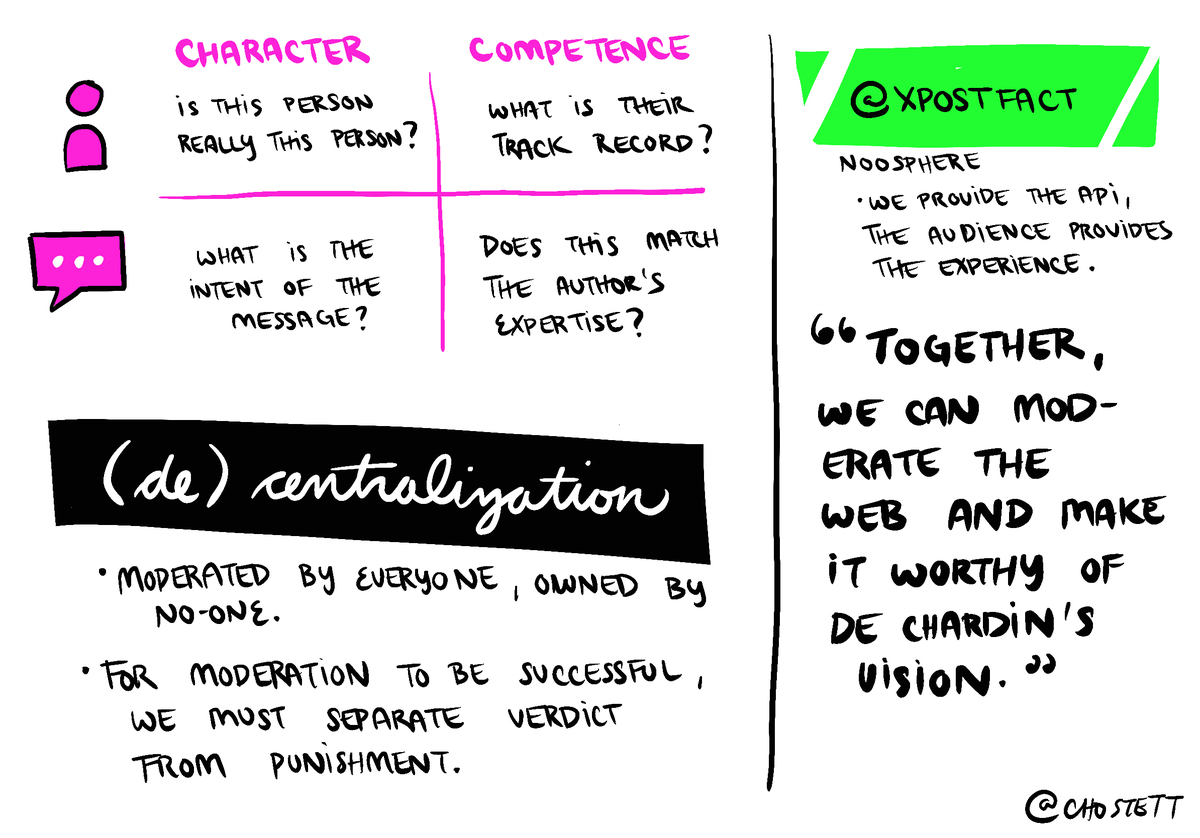 CHARACTER
COMPETENCE
IS THIS PERSON
REALLY THIS PERSON?
WHAT IS THEIR
TRACK RECORD?
WHAT IS THE
INTENT OF THE
MESSAGE?
DOES THIS MATCH
THE AUTHOR'S
EXPERTISE?
(de) centralization
• MODERATED BY EVERYONE, OWNED BY
NO-ONE.
• FOR MODERATION TO BE SUCCESSFUL,
WE MUST SEPARATE VERDICT
FROM PUNISHMENT.
@XPOSTFACT
NOOSPHERE
• WE PROVIDE THE API,
THE AUDIENCE PROVIDES
THE EXPERIENCE.
“TOGETHER,
WE CAN MOD-
ERATE THE
WEB AND MAKE
IT WORTHY OF
DE CHARDIN'S
VISION.”
@CHOSTETT